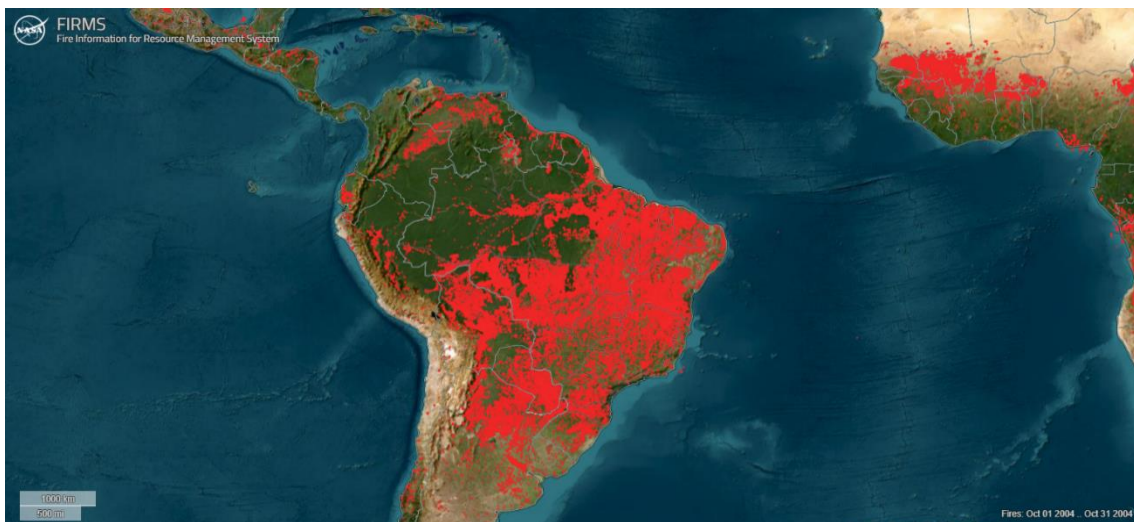 NASA
FIRMS
Fire Information for Resource Management System
1000 km
500 mi
Fires: Oct 01 2004 .. Oct 31 2004